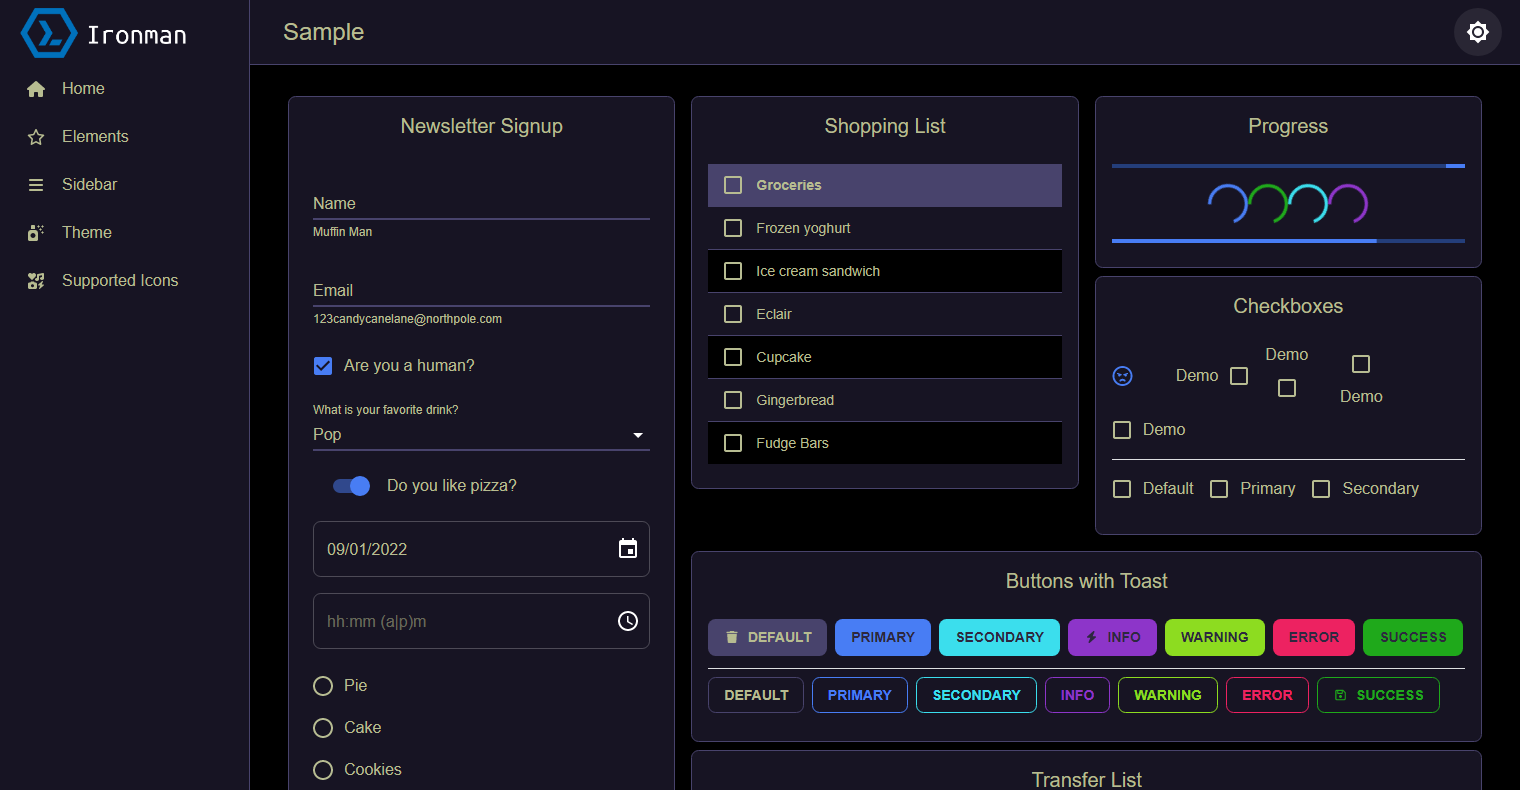 Ironman
Home
Elements
Sidebar
Theme
Supported Icons
Sample
Newsletter Signup
Name
Muffin Man
Email
123candycanelane@northpole.com
Are you a human?
What is your favorite drink?
Pop
Do you like pizza?
09/01/2022
hh:mm (a|p)m
Pie
Cake
Cookies
Shopping List
Groceries
Frozen yoghurt
Ice cream sandwich
Eclair
Cupcake
Gingerbread
Fudge Bars
Progress
Checkboxes
Demo
Demo
Demo
Demo
Default Primary Secondary
Buttons with Toast
DEFAULT PRIMARY SECONDARY INFO WARNING ERROR SUCCESS
DEFAULT PRIMARY SECONDARY INFO WARNING ERROR SUCCESS
Transfer List